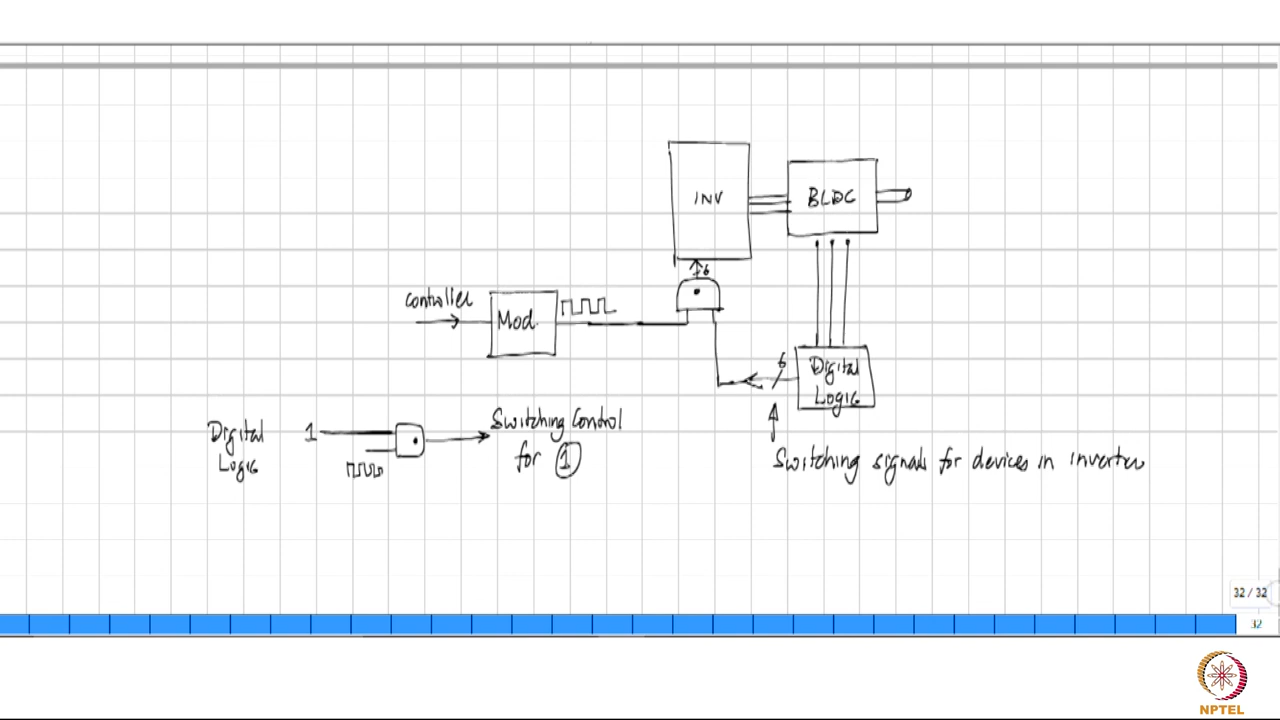 INV
BLDC
6
controller
Mod.
6
Digital
Logic
Digital
Logic
1
Switching Control
for 1
Switching signals for devices in inverter
32 / 32
32
NPTEL